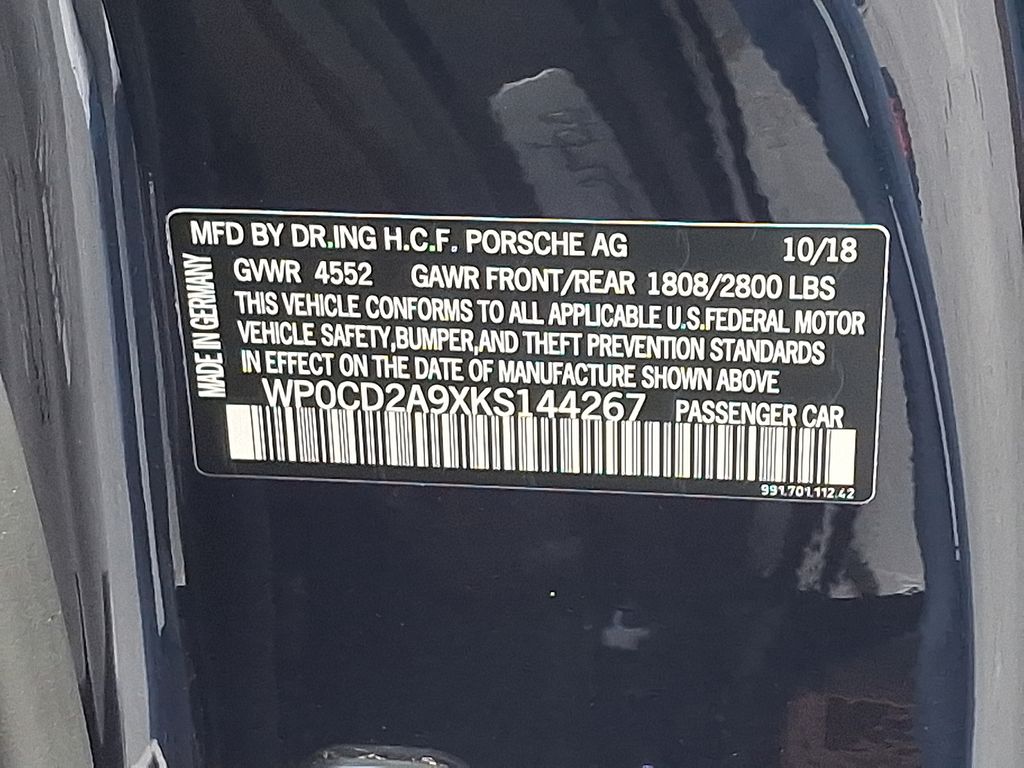 MFD BY DR.ING H.C.F. PORSCHE AG 10/18
GVWR 4552 GAWR FRONT/REAR 1808/2800 LBS
THIS VEHICLE CONFORMS TO ALL APPLICABLE U.S.FEDERAL MOTOR
VEHICLE SAFETY,BUMPER,AND THEFT PREVENTION STANDARDS
IN EFFECT ON THE DATE OF MANUFACTURE SHOWN ABOVE
WP0CD2A9XKS144267 PASSENGER CAR
991.701.112.42
MADE IN GERMANY